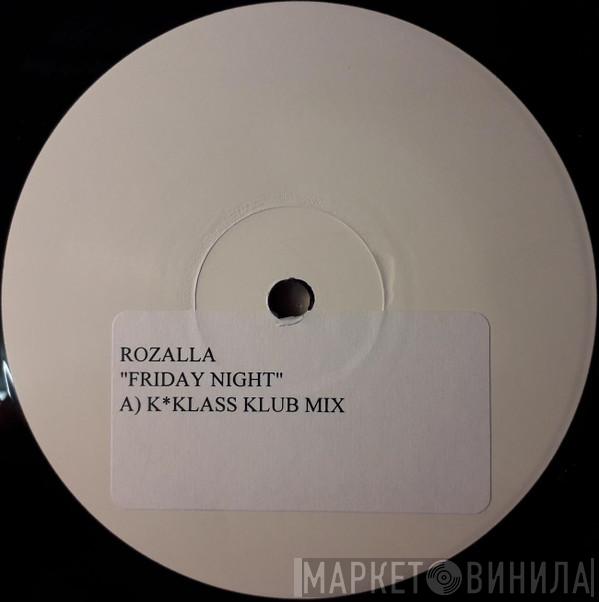 ROZALLA
"FRIDAY NIGHT"
A) K*KLASS KLUB MIX
МАРКЕТ ВИНИЛА